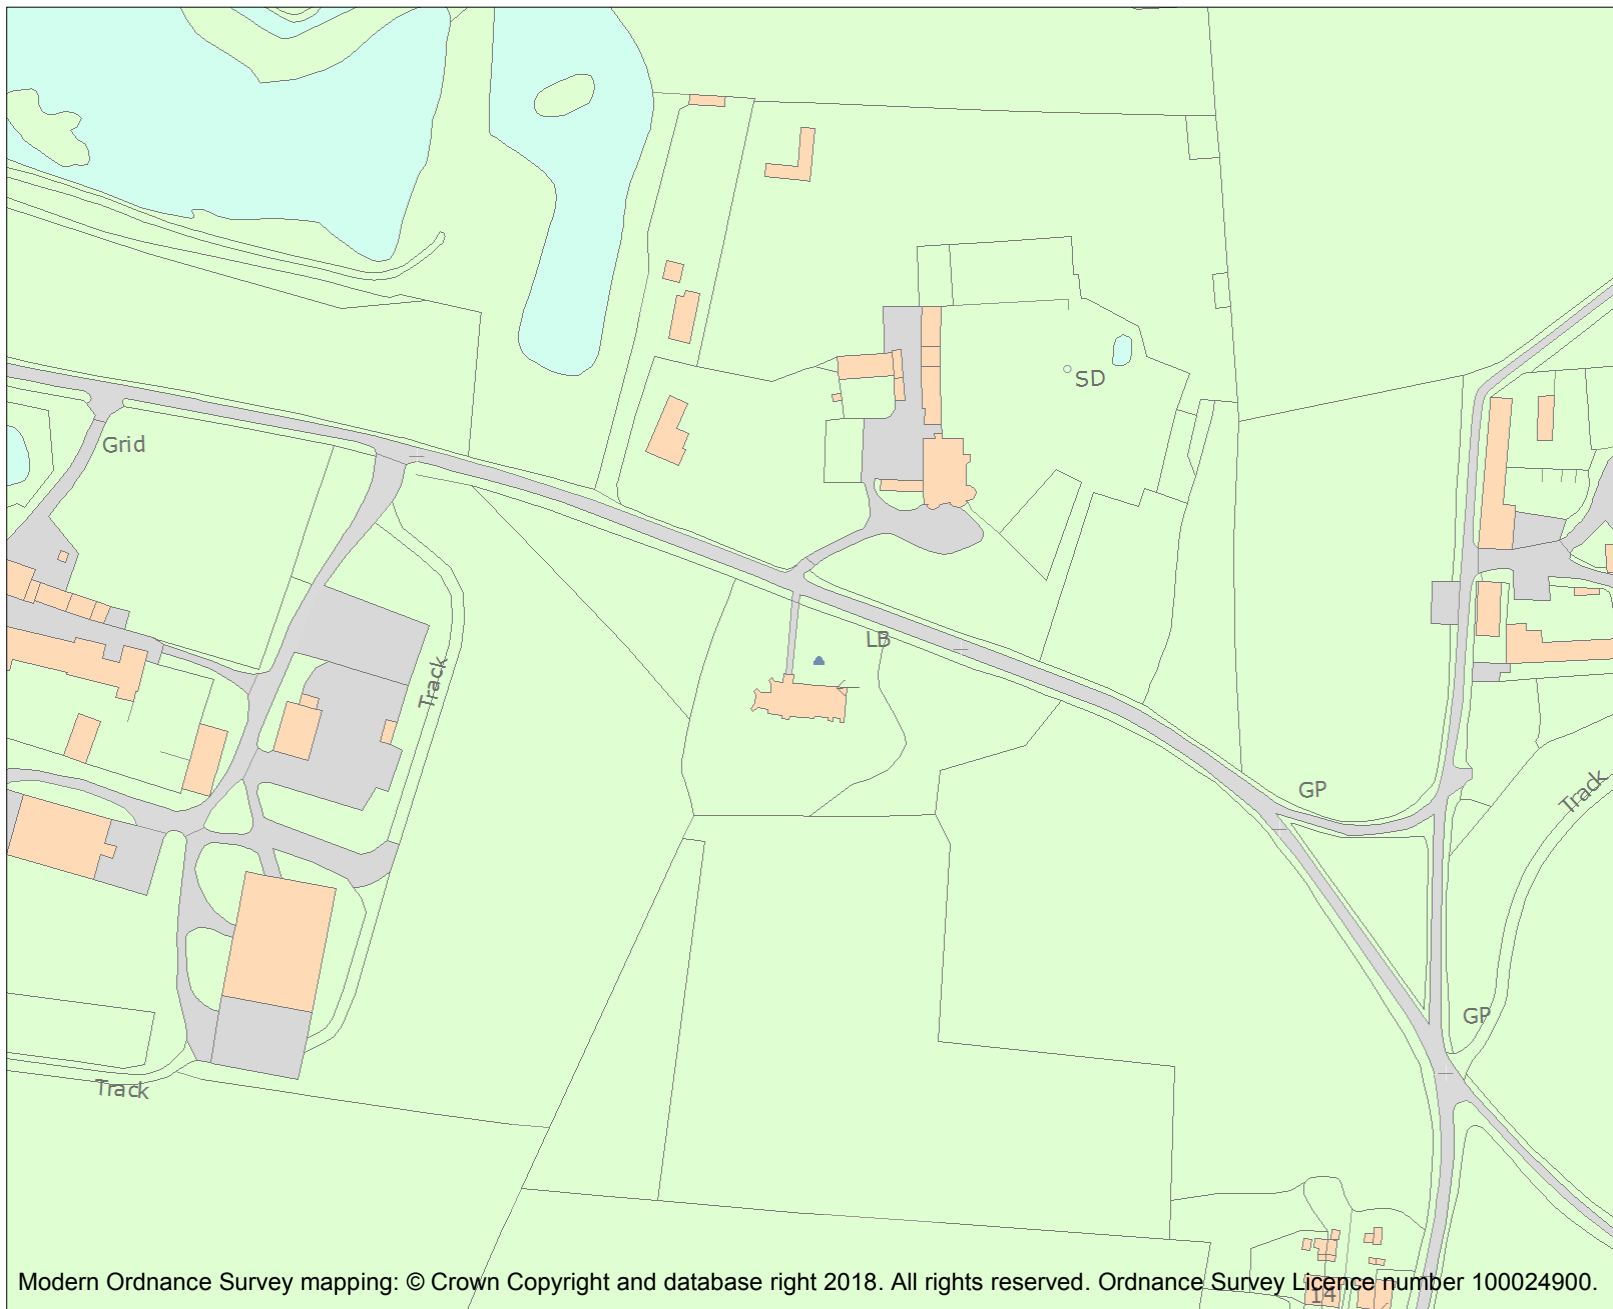 SD
Grid
LB
Track
GP
Track
GP
Track
Modern Ordnance Survey mapping: © Crown Copyright and database right 2018. All rights reserved. Ordnance Survey Licence number 100024900.
14